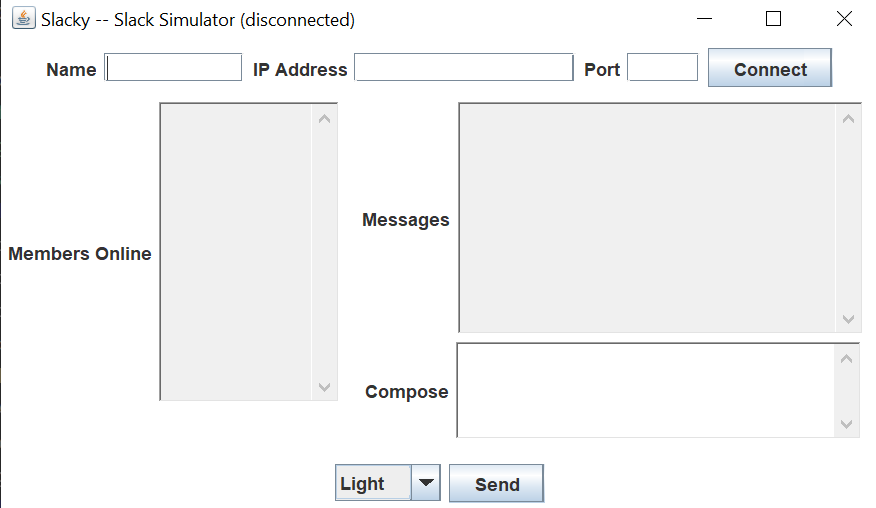 Slacky -- Slack Simulator (disconnected)
Name IP Address Port Connect
Members Online
Messages
Compose
Light Send